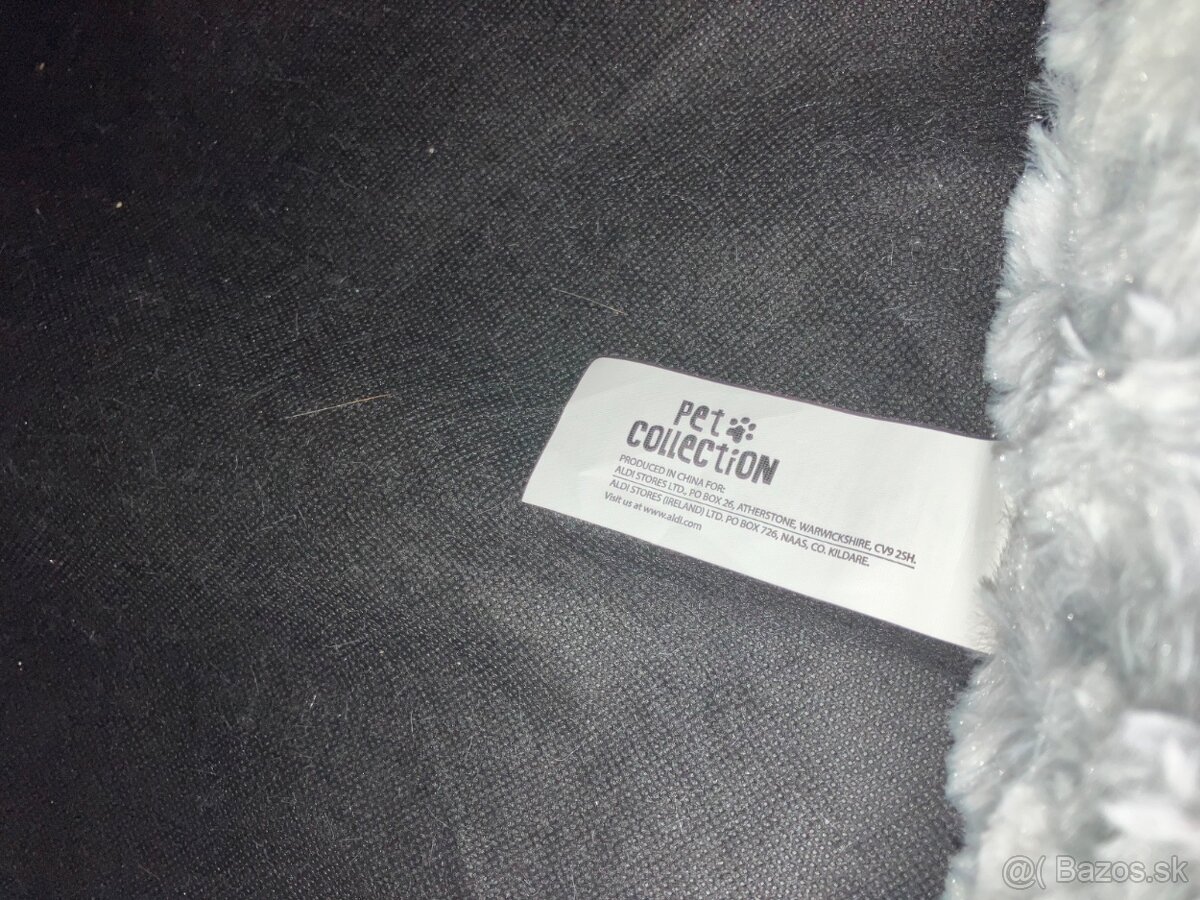 Pet
COLLECTiON
PRODUCED IN CHINA FOR:
ALDI STORES LTD., PO BOX 26, ATHERSTONE, WARWICKSHIRE, CV9 2SH.
ALDI STORES (IRELAND) LTD. PO BOX 726, NAAS, CO. KILDARE.
Visit us at www.aldi.com
@( Bazos.sk